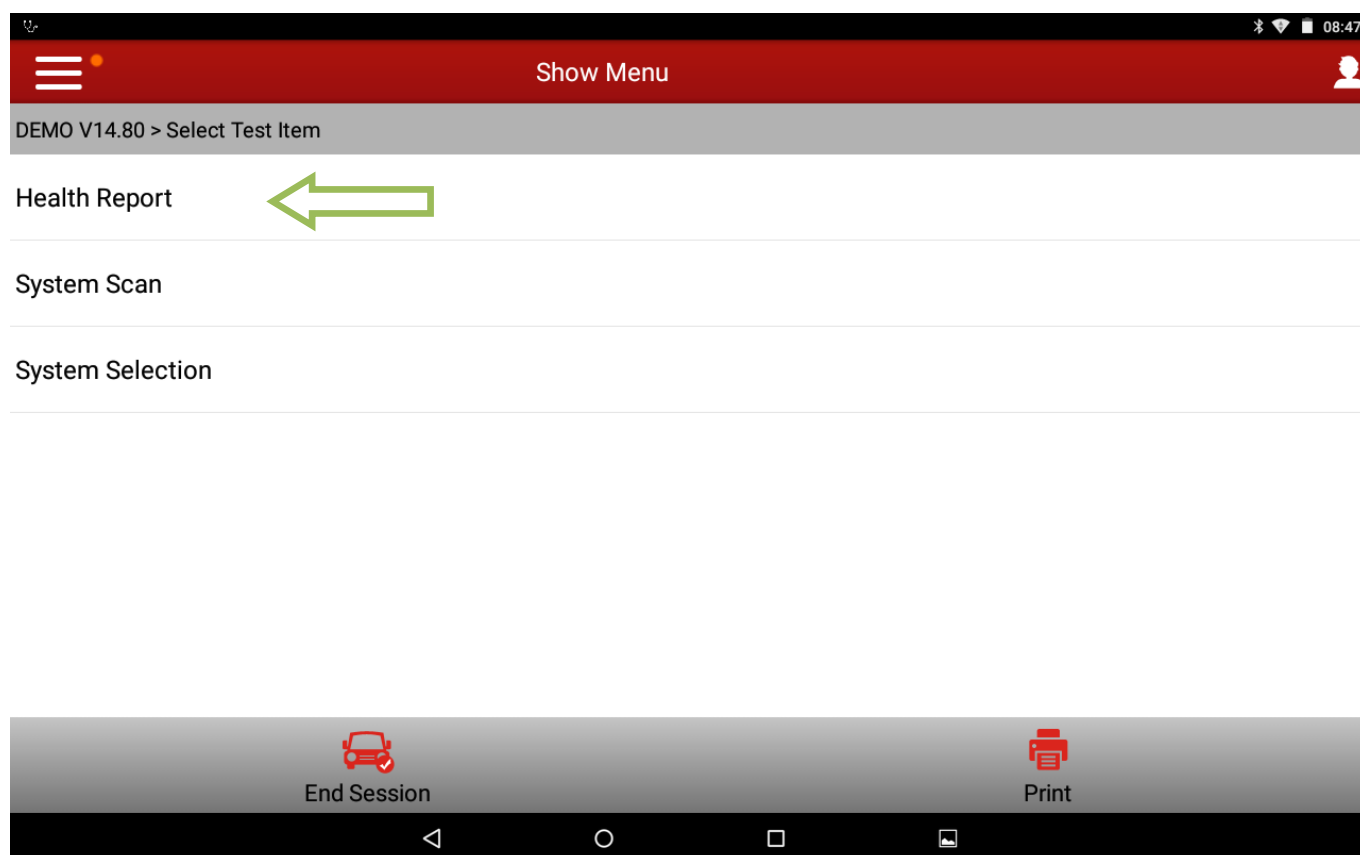 08:47
Show Menu
DEMO V14.80 > Select Test Item
Health Report
System Scan
System Selection
End Session
Print